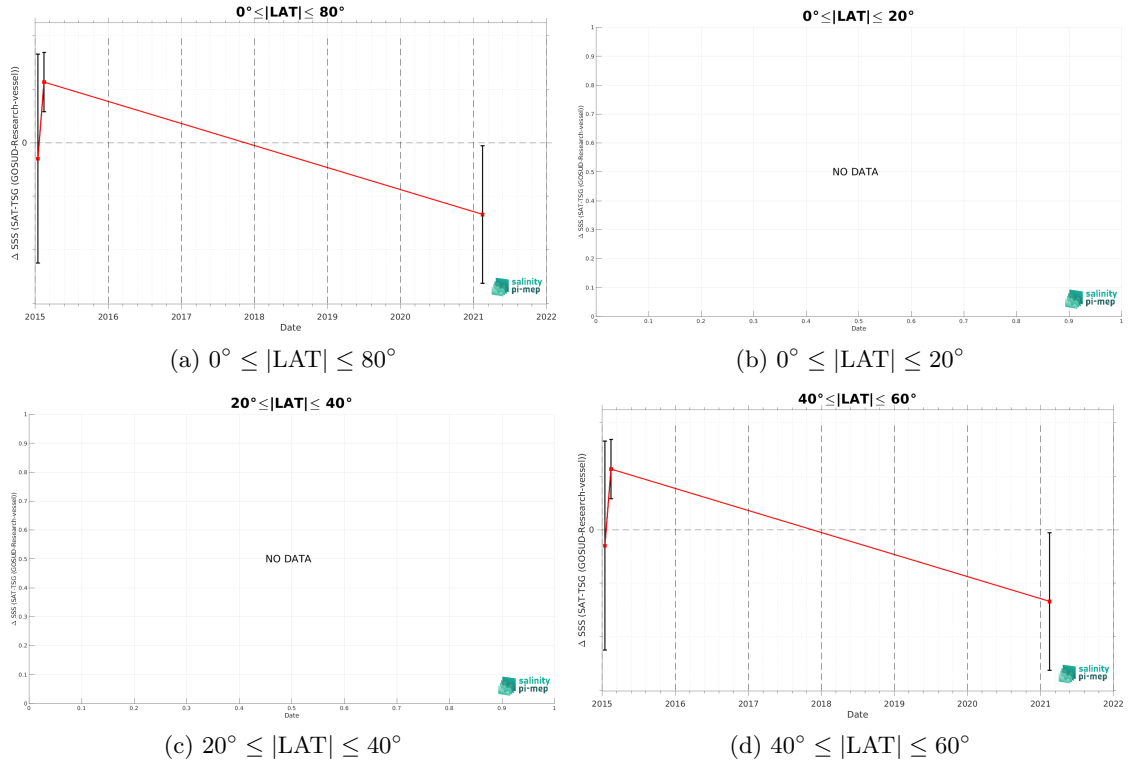 0°≤|LAT|≤ 80°
Δ SSS (SAT-TSG (GOSUD-Research-vessel))
0
2015 2016 2017 2018 2019 2020 2021 2022
Date
salinity
pi-mep
(a) 0° ≤ |LAT| ≤ 80°
0°≤|LAT|≤ 20°
Δ SSS (SAT-TSG (GOSUD-Research-vessel))
1
0.9
0.8
0.7
0.6
0.5
0.4
0.3
0.2
0.1
0
NO DATA
0 0.1 0.2 0.3 0.4 0.5 0.6 0.7 0.8 0.9 1
Date
salinity
pi-mep
(b) 0° ≤ |LAT| ≤ 20°
20°≤|LAT|≤ 40°
Δ SSS (SAT-TSG (GOSUD-Research-vessel))
1
0.9
0.8
0.7
0.6
0.5
0.4
0.3
0.2
0.1
0
NO DATA
0 0.1 0.2 0.3 0.4 0.5 0.6 0.7 0.8 0.9 1
Date
salinity
pi-mep
(c) 20° ≤ |LAT| ≤ 40°
40°≤|LAT|≤ 60°
Δ SSS (SAT-TSG (GOSUD-Research-vessel))
0
2015 2016 2017 2018 2019 2020 2021 2022
Date
salinity
pi-mep
(d) 40° ≤ |LAT| ≤ 60°